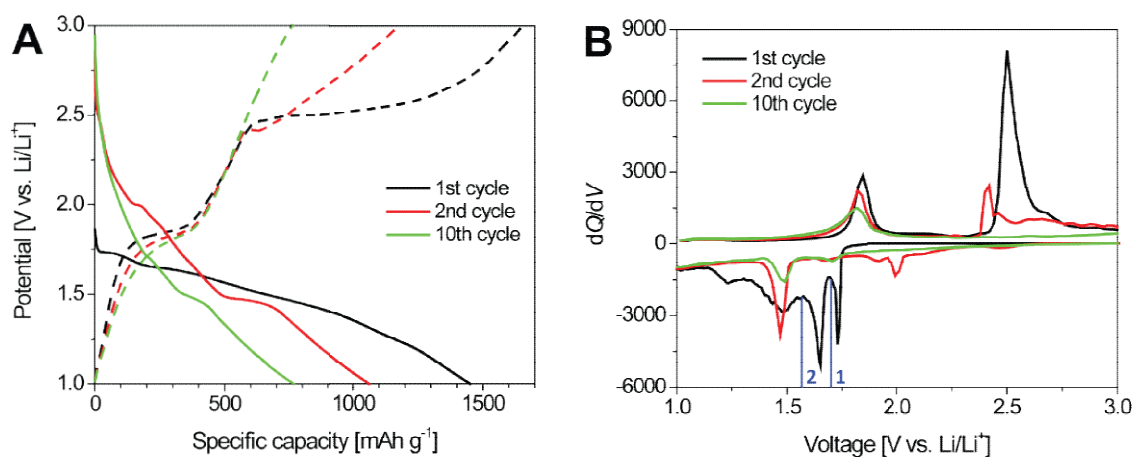 A
3.0
2.5
2.0
1.5
1.0
Potential [V vs. Li/Li⁺]
1st cycle
2nd cycle
10th cycle
0
500
1000
1500
Specific capacity [mAh g⁻¹]
B
9000
6000
3000
0
-3000
-6000
dQ/dV
1st cycle
2nd cycle
10th cycle
2
1
1.0
1.5
2.0
2.5
3.0
Voltage [V vs. Li/Li⁺]